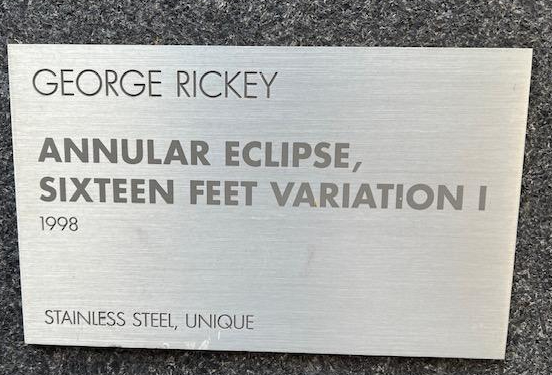 GEORGE RICKEY
ANNULAR ECLIPSE,
SIXTEEN FEET VARIATION I
1998
STAINLESS STEEL, UNIQUE